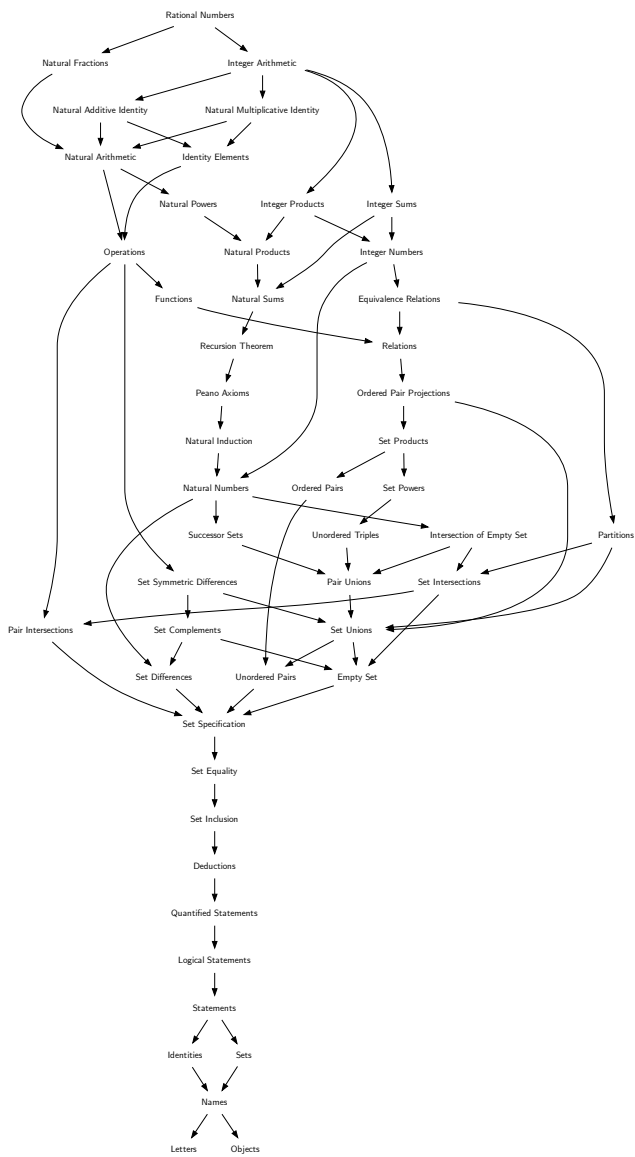 Rational Numbers
Natural Fractions
Integer Arithmetic
Natural Additive Identity
Natural Multiplicative Identity
Natural Arithmetic
Identity Elements
Natural Powers
Integer Products
Integer Sums
Operations
Natural Products
Integer Numbers
Functions
Natural Sums
Equivalence Relations
Recursion Theorem
Relations
Peano Axioms
Ordered Pair Projections
Natural Induction
Set Products
Natural Numbers
Ordered Pairs
Set Powers
Successor Sets
Unordered Triples
Intersection of Empty Set
Partitions
Set Symmetric Differences
Pair Unions
Set Intersections
Pair Intersections
Set Complements
Set Unions
Set Differences
Unordered Pairs
Empty Set
Set Specification
Set Equality
Set Inclusion
Deductions
Quantified Statements
Logical Statements
Statements
Identities
Sets
Names
Letters
Objects